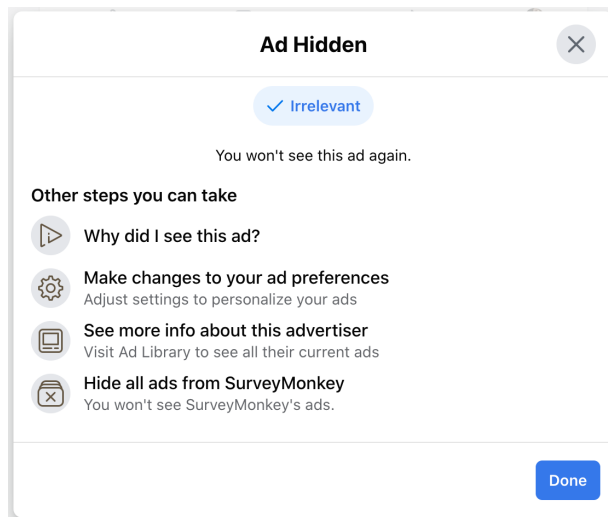 Ad Hidden
Irrelevant
You won't see this ad again.
Other steps you can take
Why did I see this ad?
Make changes to your ad preferences
Adjust settings to personalize your ads
See more info about this advertiser
Visit Ad Library to see all their current ads
Hide all ads from SurveyMonkey
You won't see SurveyMonkey's ads.
Done